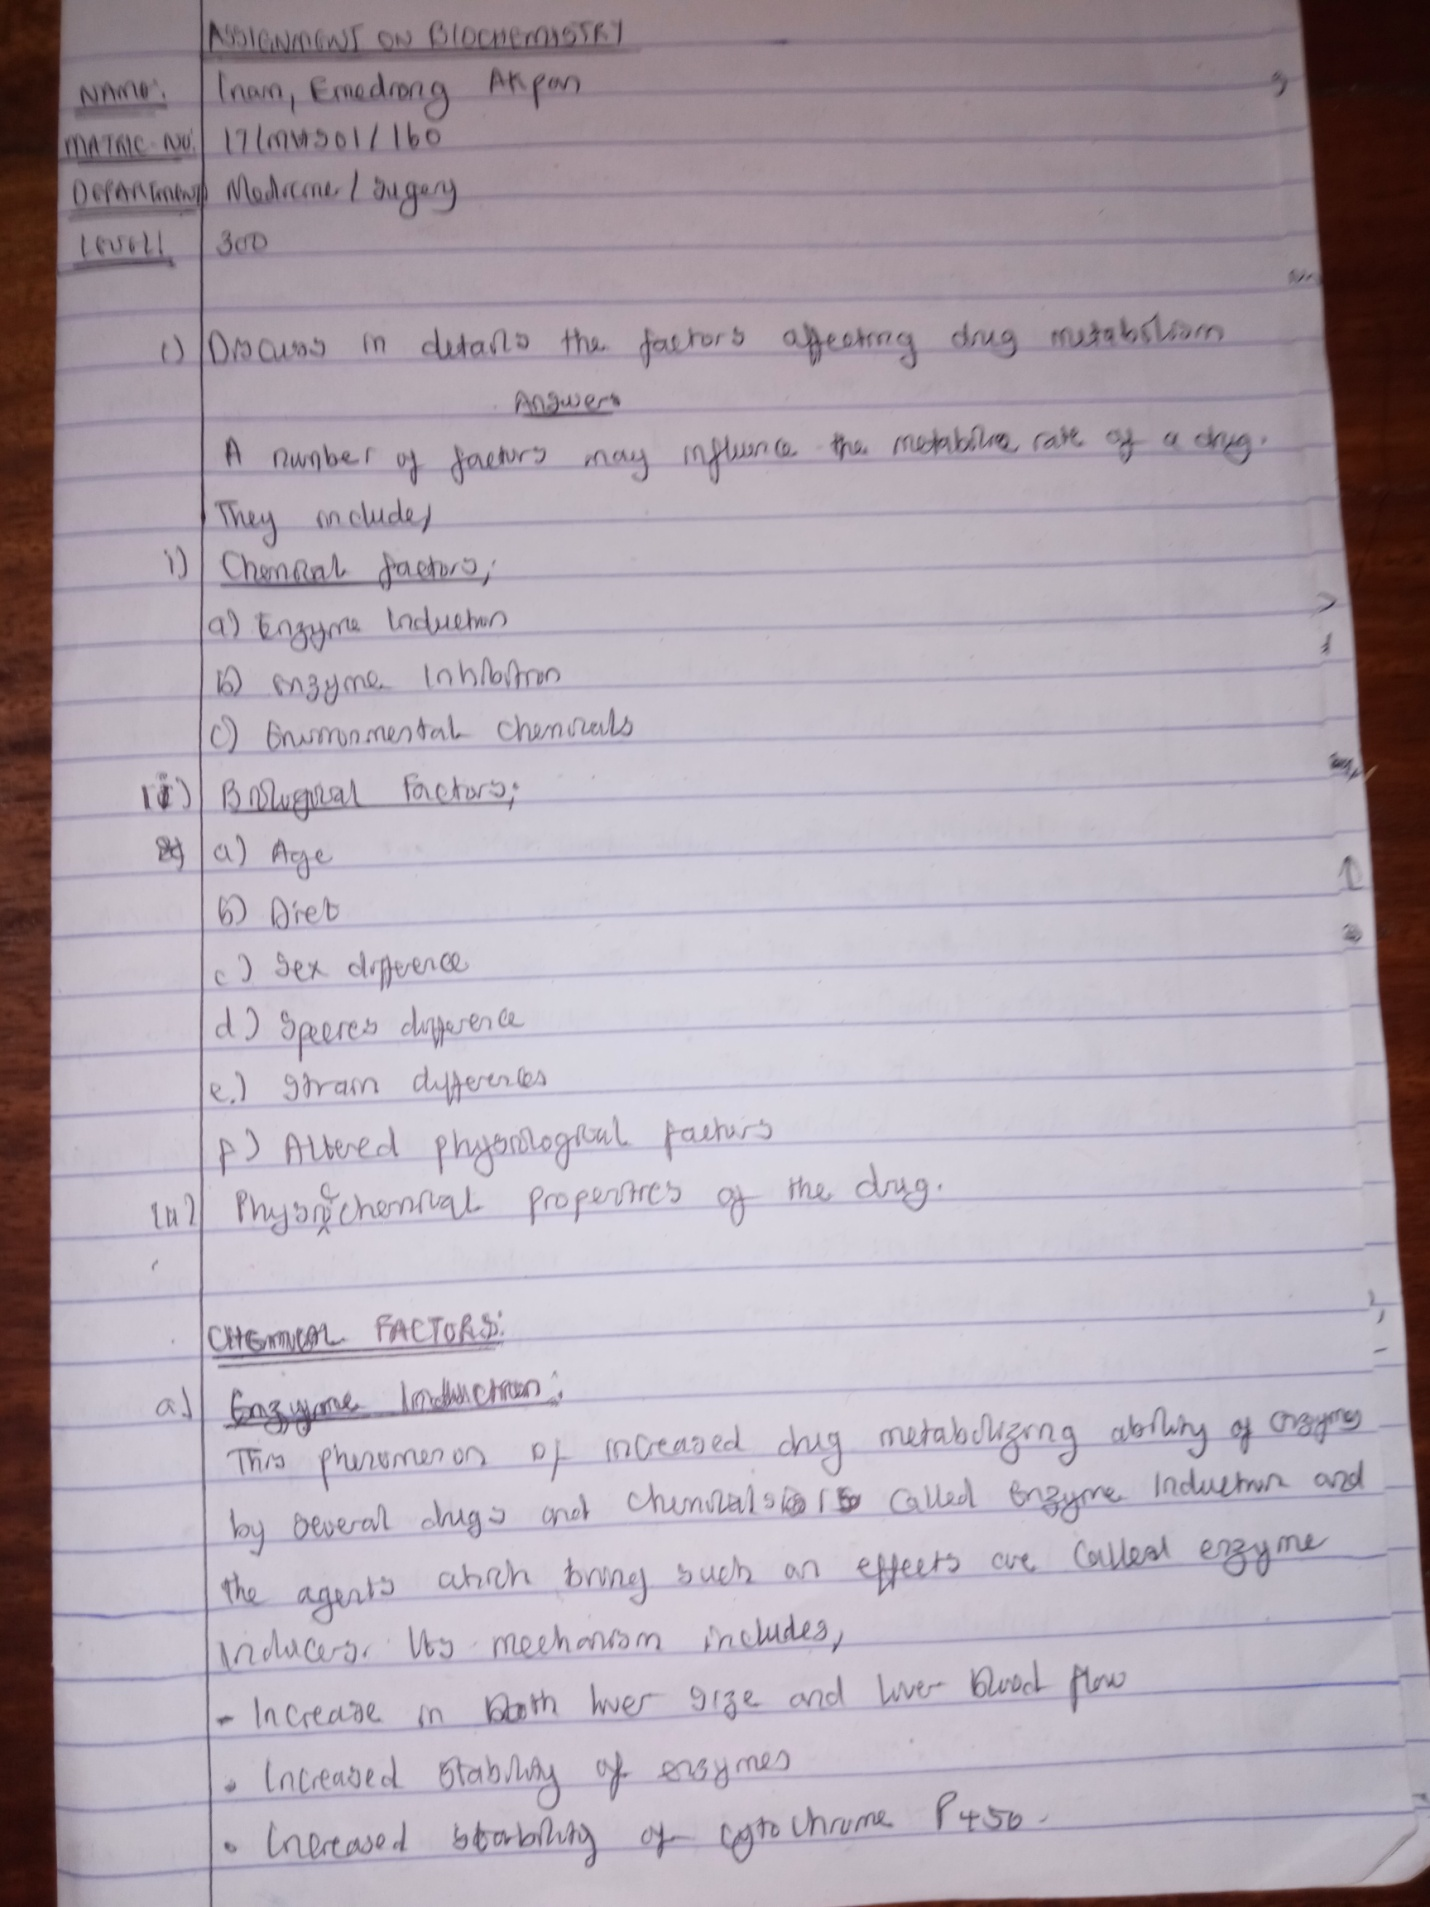 ASSIGNMENT ON BIOCHEMISTRY
NAME: Inam, Emediong Akpan
MATRIC NO: 17/MHS01/160
DEPARTMENT Medicine / Sugery
LEVEL 300
1) Discuss in details the factors affecting drug metabolism
Answers
A number of factors may influence the metabolic rate of a drug.
They include,
i) Chemical factors;
a) Enzyme Induction
b) enzyme Inhibition
c) Environmental chemicals
ii) Biological Factors;
a) Age
b) Diet
c) Sex difference
d) Species difference
e.) Strain differences
f) Altered physiological factors
iii) Physicochemical properties of the drug.
CHEMICAL FACTORS:
a) Enzyme Induction:
This phenomenon of increased drug metabolizing ability of enzymes
by several drugs and chemicals is called Enzyme Induction and
the agents which bring such an effects are called enzyme
inducers. Its mechanism includes,
- Increase in both liver size and liver blood flow
• Increased stability of enzymes
• Increased stability of cytochrome P450.